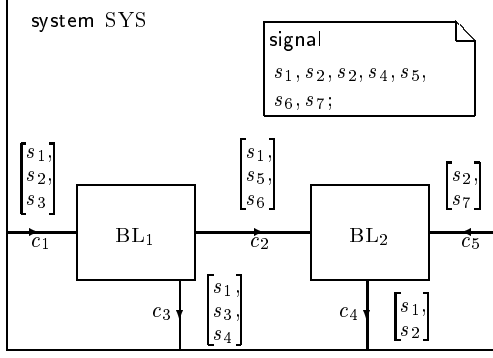 system SYS
signal
s1, s2, s2, s4, s5,
s6, s7;
[s1,
s2,
s3]
[s1,
s5,
s6]
[s2,
s7]
BL1
BL2
c1
c2
c5
c3
[s1,
s3,
s4]
c4
[s1,
s2]